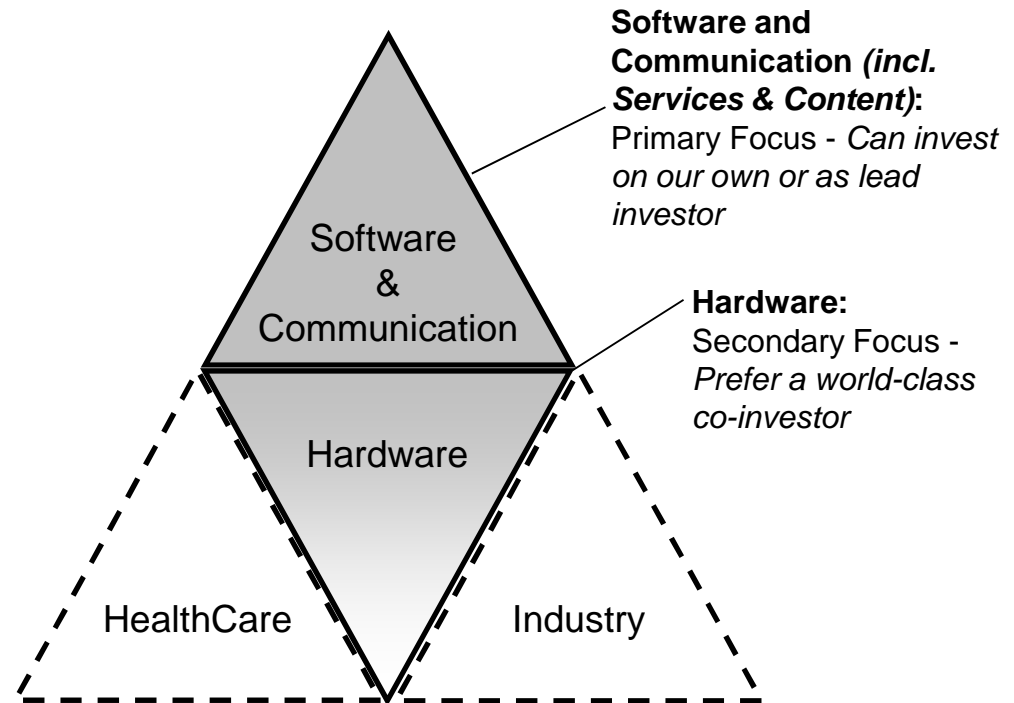 Software and
Communication (incl.
Services & Content):
Primary Focus - Can invest
on our own or as lead
investor
Software
&
Communication
Hardware:
Secondary Focus -
Prefer a world-class
co-investor
Hardware
HealthCare
Industry